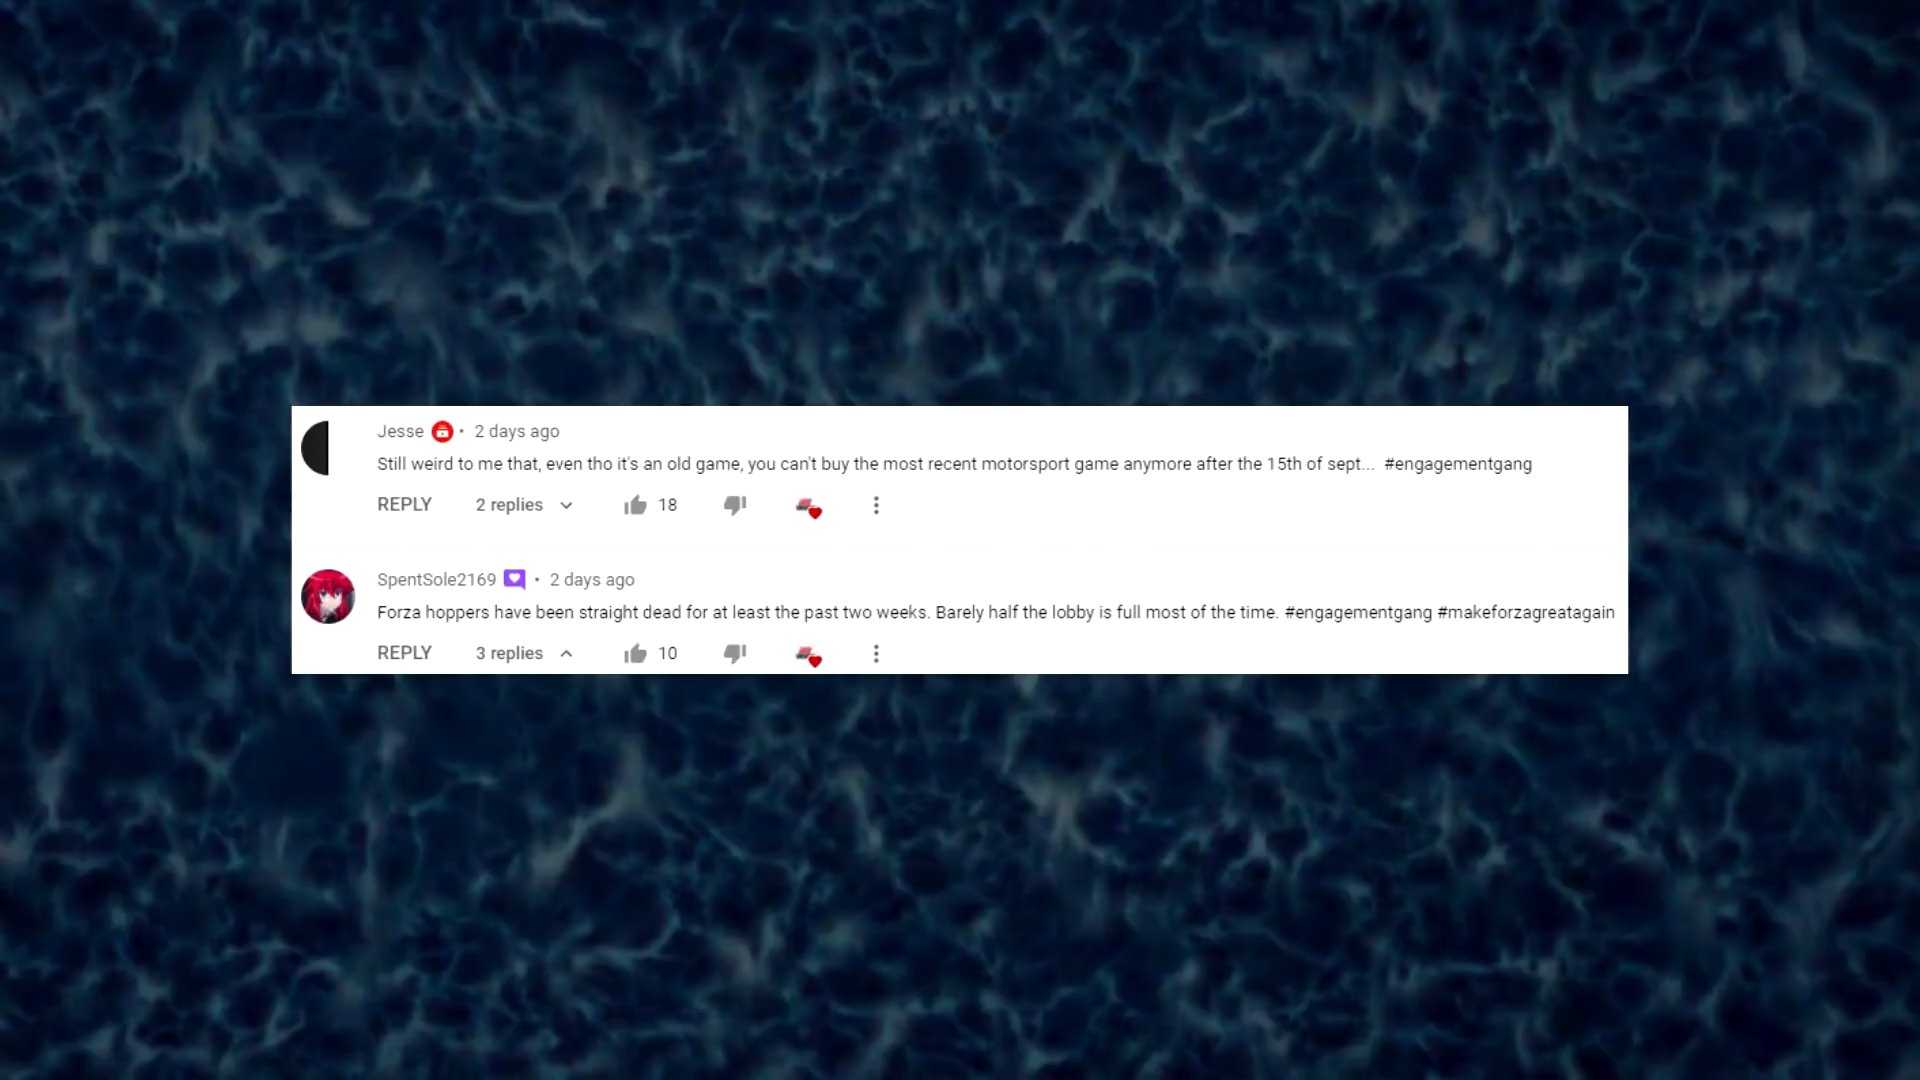 Jesse • 2 days ago
Still weird to me that, even tho it's an old game, you can't buy the most recent motorsport game anymore after the 15th of sept... #engagementgang
REPLY 2 replies 18
SpentSole2169 • 2 days ago
Forza hoppers have been straight dead for at least the past two weeks. Barely half the lobby is full most of the time. #engagementgang #makeforzagreatagain
REPLY 3 replies 10